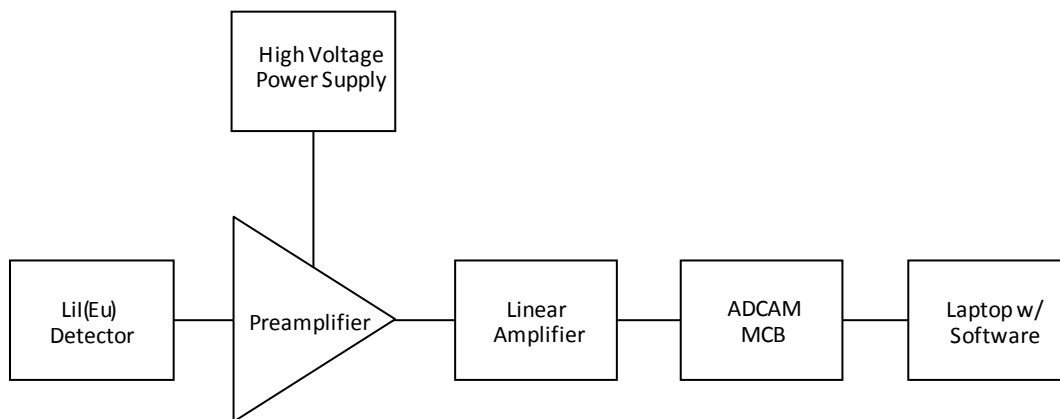 High Voltage
Power Supply
LiI(Eu)
Detector
Preamplifier
Linear
Amplifier
ADCAM
MCB
Laptop w/
Software